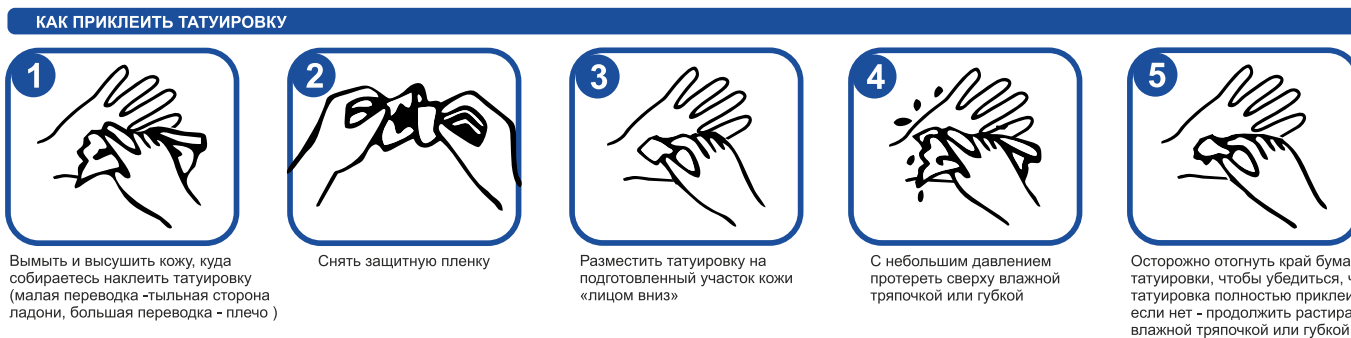 КАК ПРИКЛЕИТЬ ТАТУИРОВКУ
1
Вымыть и высушить кожу, куда
собираетесь наклеить татуировку
(малая переводка -тыльная сторона
ладони, большая переводка - плечо )
2
Снять защитную пленку
3
Разместить татуировку на
подготовленный участок кожи
«лицом вниз»
4
С небольшим давлением
протереть сверху влажной
тряпочкой или губкой
5
Осторожно отогнуть край
татуировки, чтобы убедиться,
татуировка полностью
если нет - продолжить
влажной тряпочкой или губкой